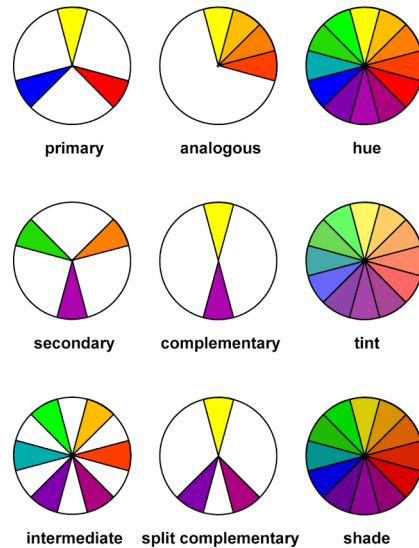 primary
analogous
hue
secondary
complementary
tint
intermediate
split complementary
shade